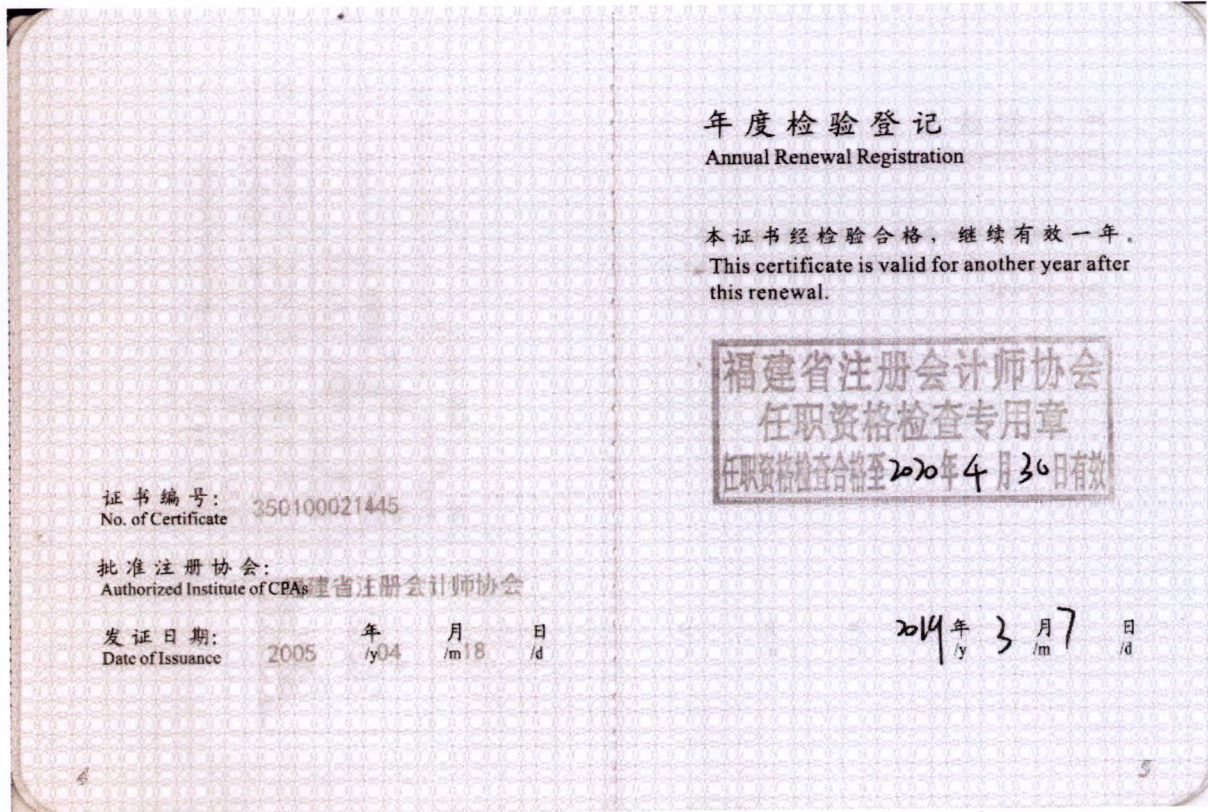 证书编号: 350100021445
No. of Certificate
批准注册协会: 福建省注册会计师协会
Authorized Institute of CPAs
发证日期: 2005 年 04 月 18 日
Date of Issuance /y /m /d
4
年度检验登记
Annual Renewal Registration
本证书经检验合格，继续有效一年。
This certificate is valid for another year after
this renewal.
福建省注册会计师协会
任职资格检查专用章
任职资格检查合格至2020年4月30日有效
2019年 3月7 日
/y /m /d
5